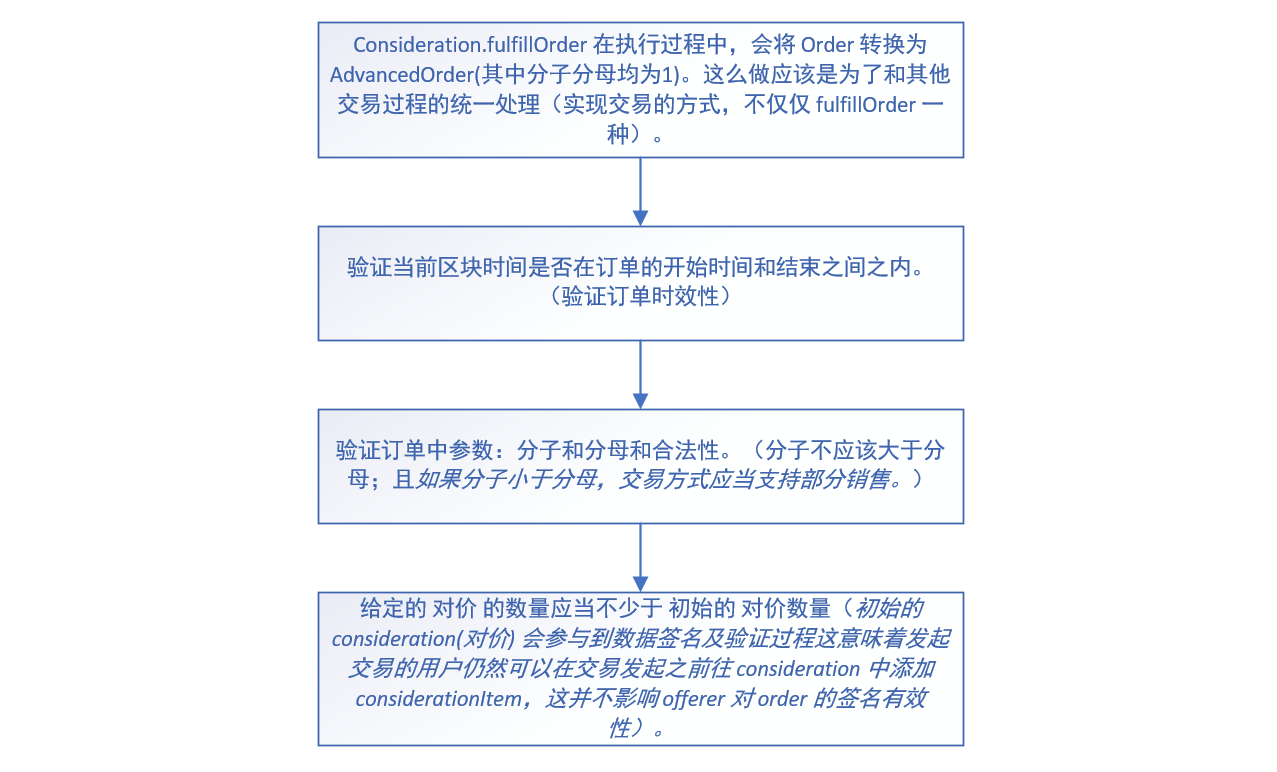 Consideration.fulfillOrder 在执行过程中，会将 Order 转换为
AdvancedOrder(其中分子分母均为1)。这么做应该是为了和其他
交易过程的统一处理（实现交易的方式，不仅仅 fulfillOrder 一
种）。
验证当前区块时间是否在订单的开始时间和结束之间之内。
（验证订单时效性）
验证订单中参数：分子和分母和合法性。（分子不应该大于分
母；且如果分子小于分母，交易方式应当支持部分销售。）
给定的 对价 的数量应当不少于 初始的 对价数量（初始的
consideration(对价) 会参与到数据签名及验证过程这意味着发起
交易的用户仍然可以在交易发起之前往 consideration 中添加
considerationItem，这并不影响 offerer 对 order 的签名有效
性）。